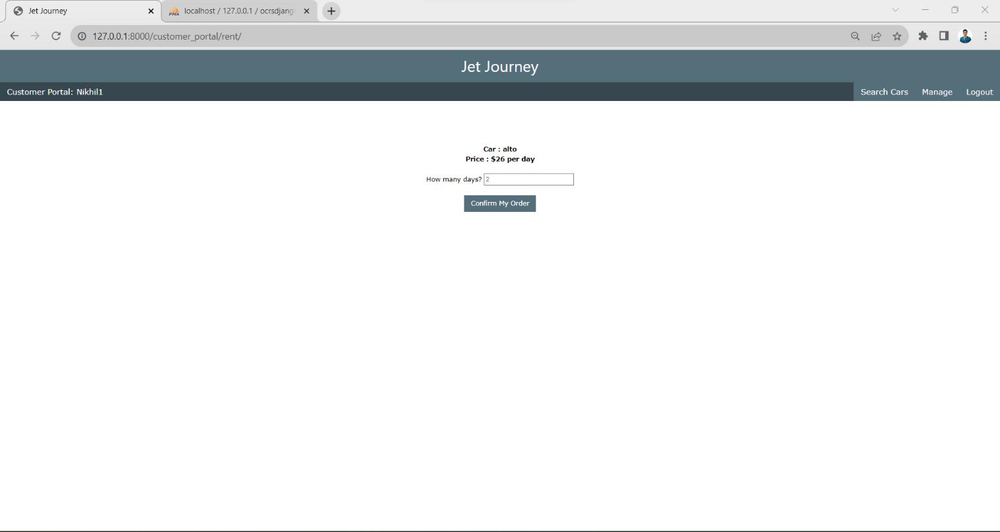 Jet Journey
localhost / 127.0.0.1 / ocrsdjang
127.0.0.1:8000/customer_portal/rent/
Jet Journey
Customer Portal: Nikhil1
Search Cars
Manage
Logout
Car : alto
Price : $26 per day
How many days? 2
Confirm My Order